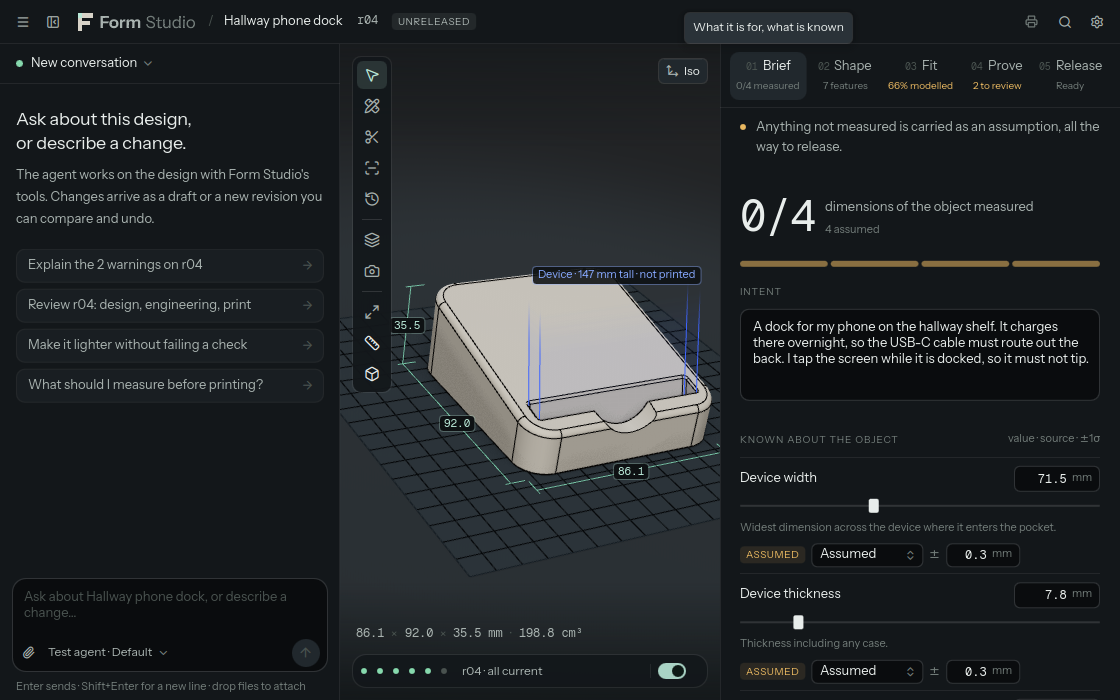 Form Studio / Hallway phone dock r04 UNRELEASED
What it is for, what is known
New conversation
Iso
01 Brief
0/4 measured
02 Shape
7 features
03 Fit
66% modelled
04 Prove
2 to review
05 Release
Ready
Ask about this design,
or describe a change.
The agent works on the design with Form Studio's
tools. Changes arrive as a draft or a new revision you
can compare and undo.
Explain the 2 warnings on r04
Review r04: design, engineering, print
Make it lighter without failing a check
What should I measure before printing?
Ask about Hallway phone dock, or describe a
change...
Test agent · Default
Enter sends · Shift+Enter for a new line · drop files to attach
Device · 147 mm tall · not printed
35.5
92.0
86.1
86.1 × 92.0 × 35.5 mm · 198.8 cm³
r04 · all current
Anything not measured is carried as an assumption, all the
way to release.
0/4
dimensions of the object measured
4 assumed
INTENT
A dock for my phone on the hallway shelf. It charges
there overnight, so the USB-C cable must route out the
back. I tap the screen while it is docked, so it must not tip.
KNOWN ABOUT THE OBJECT
value · source · ±1σ
Device width
71.5 mm
Widest dimension across the device where it enters the pocket.
ASSUMED Assumed ± 0.3 mm
Device thickness
7.8 mm
Thickness including any case.
ASSUMED Assumed ± 0.3 mm